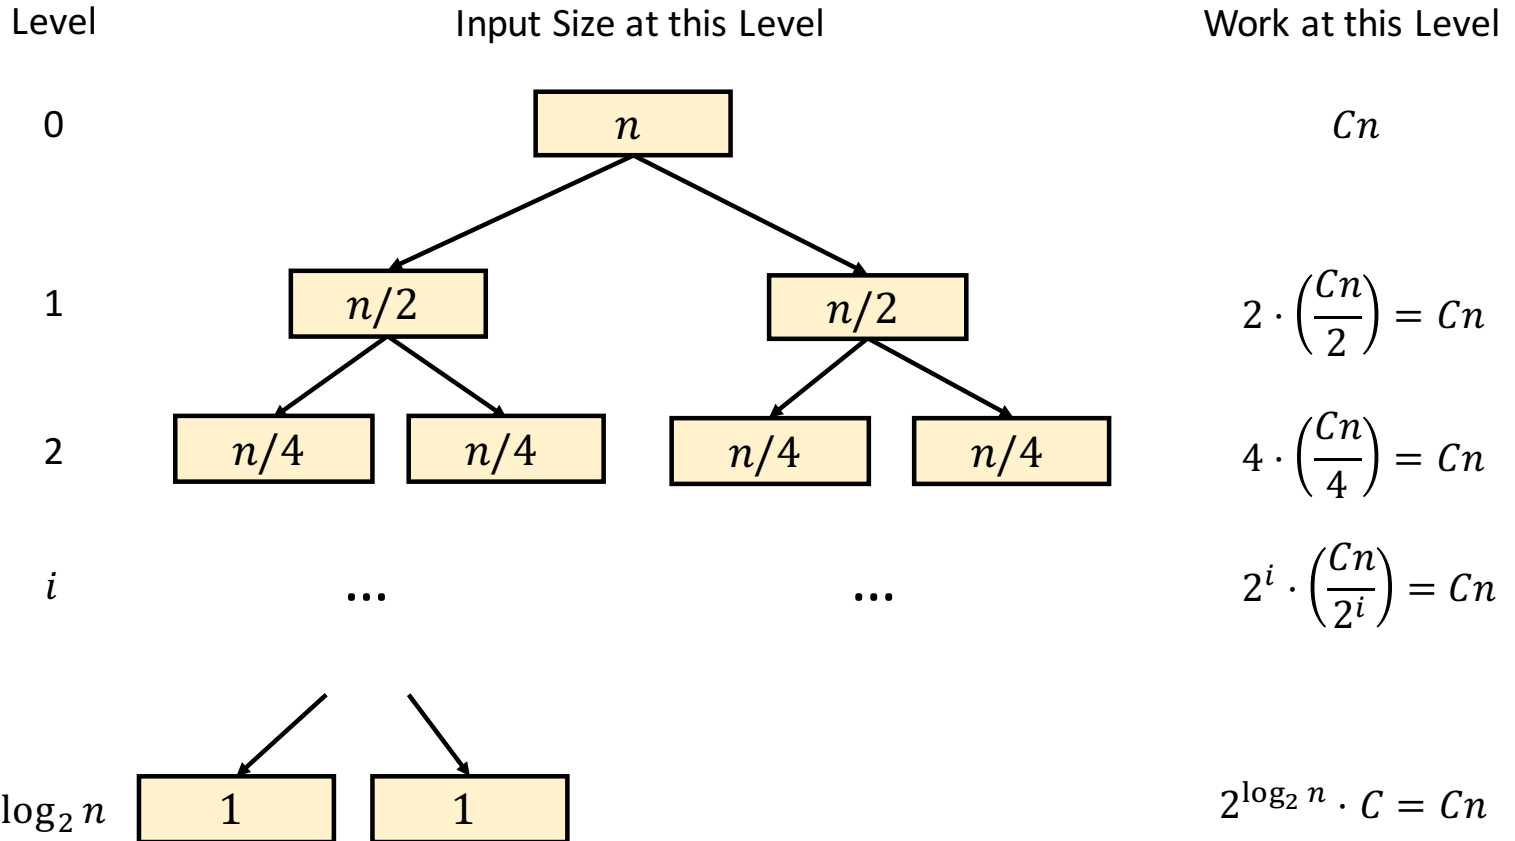 Level Input Size at this Level Work at this Level
0 n Cn
1 n/2 n/2 2 · (Cn/2) = Cn
2 n/4 n/4 n/4 n/4 4 · (Cn/4) = Cn
i ... ... 2^i · (Cn/2^i) = Cn
log₂ n 1 1 2^(log₂ n) · C = Cn